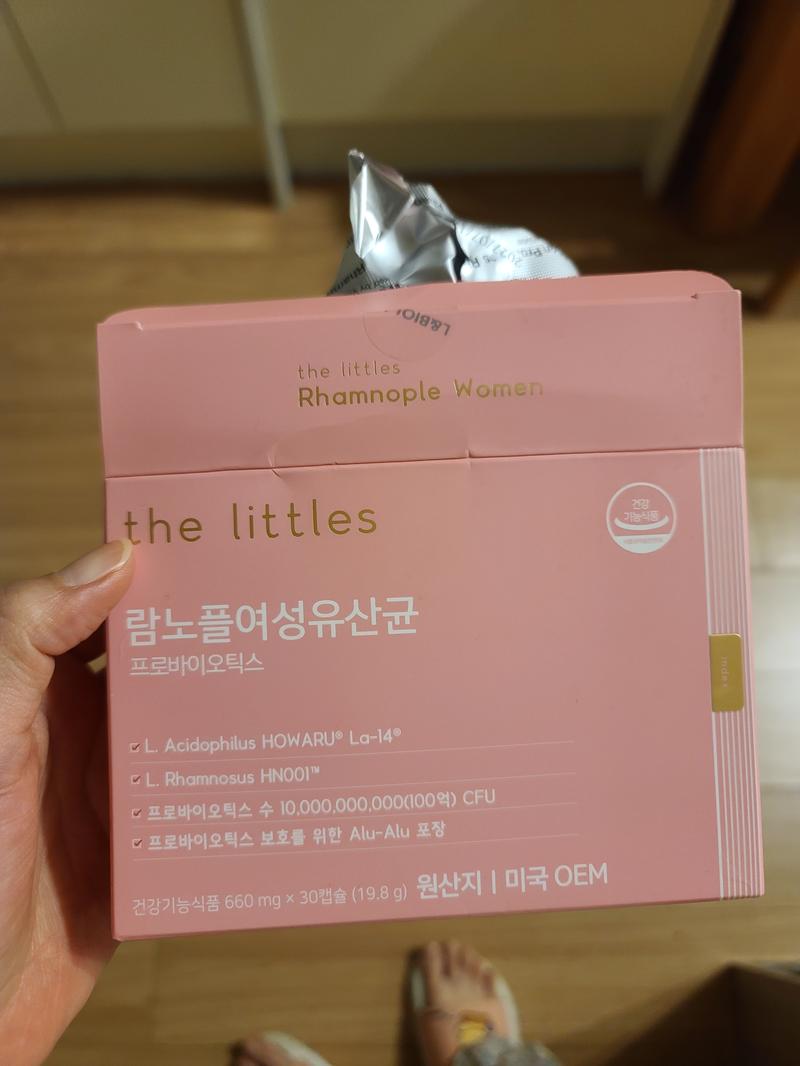 L&BIO
the littles
Rhamnople Women
the littles
건강
기능식품
람노플여성유산균
프로바이오틱스
index
L. Acidophilus HOWARU® La-14®
L. Rhamnosus HN001™
프로바이오틱스 수 10,000,000,000(100억) CFU
프로바이오틱스 보호를 위한 Alu-Alu 포장
건강기능식품 660 mg × 30캡슐 (19.8 g) 원산지 | 미국 OEM